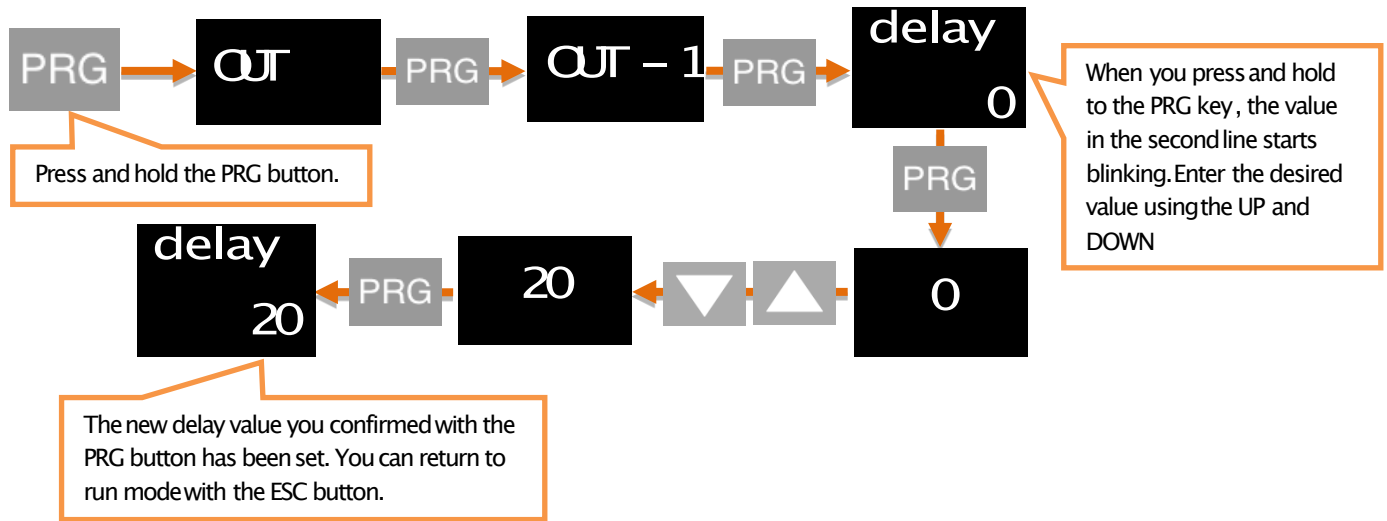 PRG
OUT
PRG
OUT – 1
PRG
delay
0
When you press and hold
to the PRG key, the value
in the second line starts
blinking. Enter the desired
value using the UP and
DOWN
Press and hold the PRG button.
PRG
0
20
PRG
delay
20
The new delay value you confirmed with the
PRG button has been set. You can return to
run mode with the ESC button.